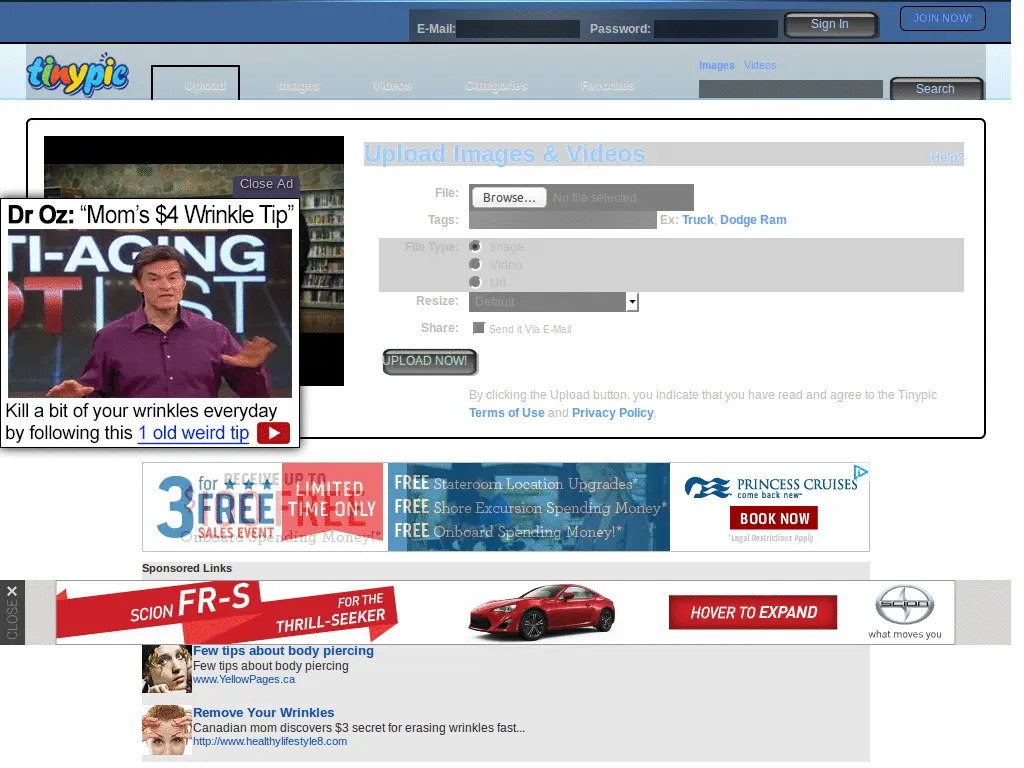 E-Mail: Password: Sign In JOIN NOW!
tinypic
Upload Images Videos Categories Favorites
Images Videos
Search
Upload Images & Videos Help?
File: Browse... No file selected.
Tags: Ex: Truck, Dodge Ram
File Type: Image
Video
Url
Resize: Default
Share: Send it Via E-Mail
UPLOAD NOW!
By clicking the Upload button, you indicate that you have read and agree to the Tinypic
Terms of Use and Privacy Policy.
Close Ad
Dr Oz: “Mom's $4 Wrinkle Tip”
TI-AGING
OT LIST
Kill a bit of your wrinkles everyday
by following this 1 old weird tip
3 for FREE
SALES EVENT
RECEIVE UP TO
FREE
Onboard Spending Money!*
LIMITED
TIME ONLY
FREE Stateroom Location Upgrades*
FREE Shore Excursion Spending Money*
FREE Onboard Spending Money!*
PRINCESS CRUISES
come back new
BOOK NOW
*Legal Restrictions Apply
Sponsored Links
CLOSE X
SCION FR-S
FOR THE
THRILL-SEEKER
HOVER TO EXPAND
SCION
what moves you
Few tips about body piercing
Few tips about body piercing
www.YellowPages.ca
Remove Your Wrinkles
Canadian mom discovers $3 secret for erasing wrinkles fast...
http://www.healthylifestyle8.com